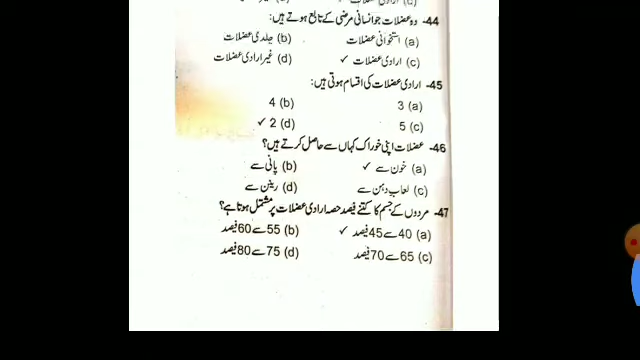 44- وہ عضلات جو انسانی مرضی کے تابع ہوتے ہیں:
(a) استخوانی عضلات (b) جلدی عضلات
(c) ارادی عضلات ✓ (d) غیر ارادی عضلات
45- ارادی عضلات کی اقسام ہوتی ہیں:
(a) 3 (b) 4
(c) 5 (d) 2 ✓
46- عضلات اپنی خوراک کہاں سے حاصل کرتے ہیں؟
(a) خون سے ✓ (b) پانی سے
(c) لعاب دہن سے (d) رینن سے
47- مردوں کے جسم کا کتنے فیصد حصہ ارادی عضلات پر مشتمل ہوتا ہے؟
(a) 40 سے 45 فیصد ✓ (b) 55 سے 60 فیصد
(c) 65 سے 70 فیصد (d) 75 سے 80 فیصد